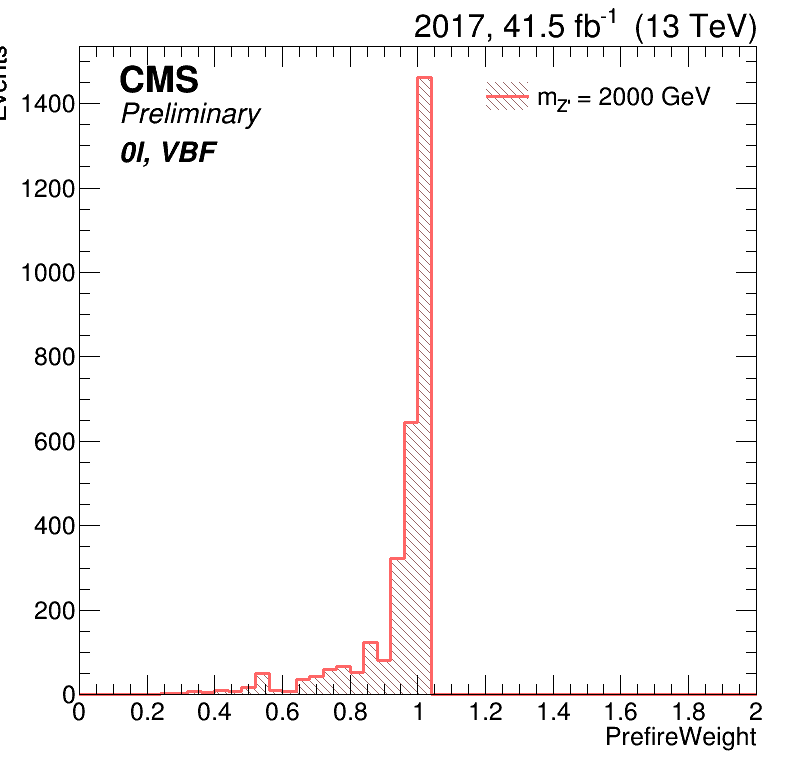 2017, 41.5 fb-1 (13 TeV)
Events
CMS
Preliminary
0l, VBF
mZ' = 2000 GeV
1400
1200
1000
800
600
400
200
0
0 0.2 0.4 0.6 0.8 1 1.2 1.4 1.6 1.8 2
PrefireWeight